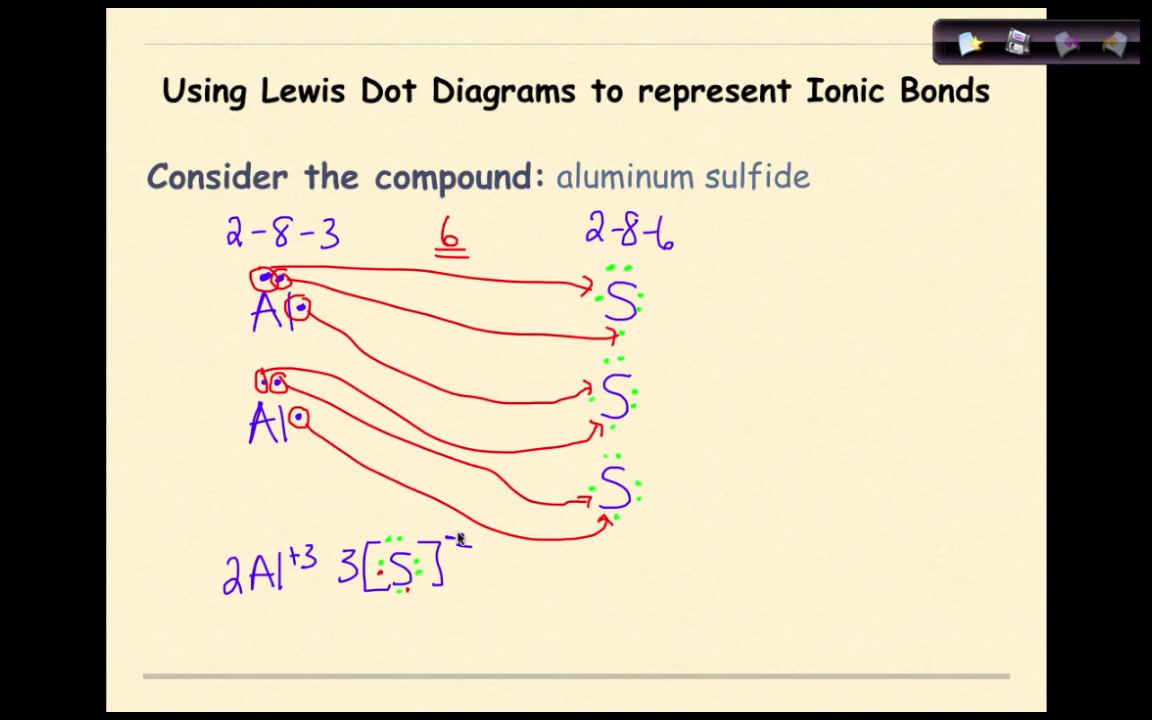 Using Lewis Dot Diagrams to represent Ionic Bonds
Consider the compound: aluminum sulfide
2-8-3 6 2-8-6
Al S
Al S
S
2Al+3 3[S]-2